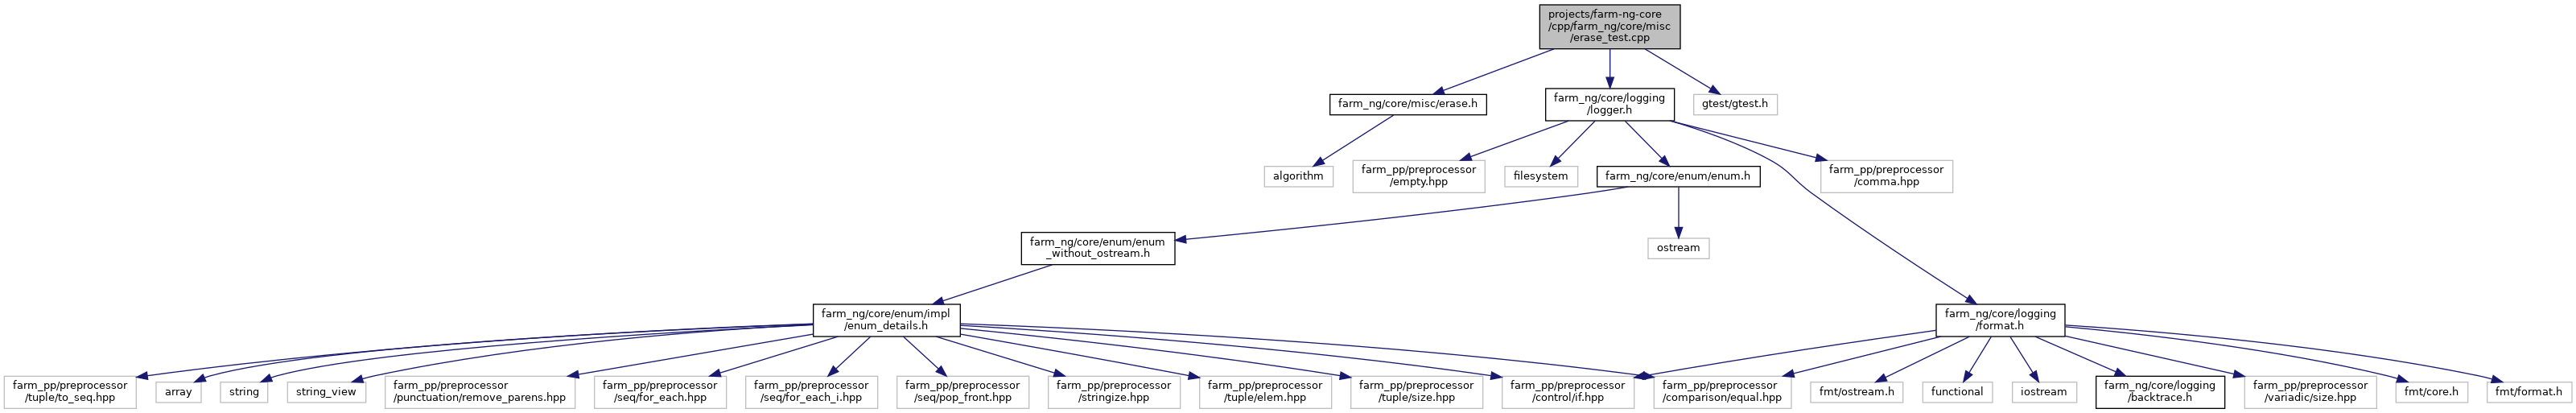 projects/farm-ng-core
/cpp/farm_ng/core/misc
/erase_test.cpp
farm_ng/core/misc/erase.h
farm_ng/core/logging
/logger.h
gtest/gtest.h
algorithm
farm_pp/preprocessor
/empty.hpp
filesystem
farm_ng/core/enum/enum.h
farm_pp/preprocessor
/comma.hpp
farm_ng/core/enum/enum
_without_ostream.h
ostream
farm_ng/core/enum/impl
/enum_details.h
farm_ng/core/logging
/format.h
farm_pp/preprocessor
/tuple/to_seq.hpp
array
string
string_view
farm_pp/preprocessor
/punctuation/remove_parens.hpp
farm_pp/preprocessor
/seq/for_each.hpp
farm_pp/preprocessor
/seq/for_each_i.hpp
farm_pp/preprocessor
/seq/pop_front.hpp
farm_pp/preprocessor
/stringize.hpp
farm_pp/preprocessor
/tuple/elem.hpp
farm_pp/preprocessor
/tuple/size.hpp
farm_pp/preprocessor
/control/if.hpp
farm_pp/preprocessor
/comparison/equal.hpp
fmt/ostream.h
functional
iostream
farm_ng/core/logging
/backtrace.h
farm_pp/preprocessor
/variadic/size.hpp
fmt/core.h
fmt/format.h